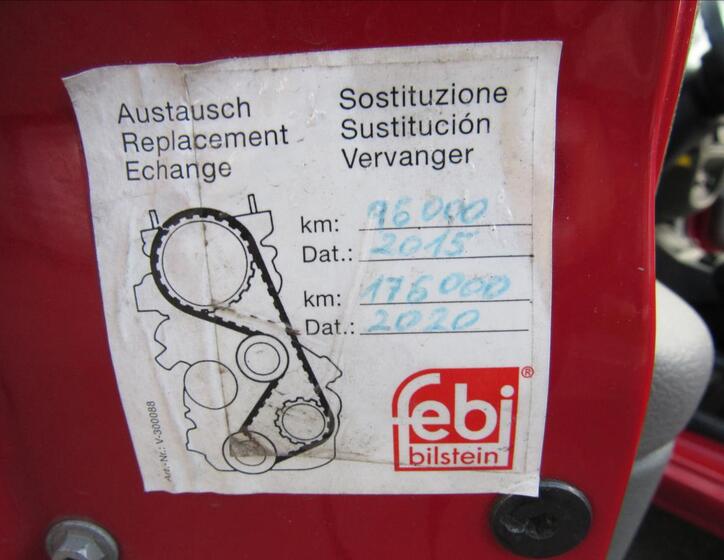 Austausch
Replacement
Echange
Sostituzione
Sustitución
Vervanger
km: 96000
Dat.: 2015
km: 176000
Dat.: 2020
febi®
bilstein
Art.-Nr.: V-300088